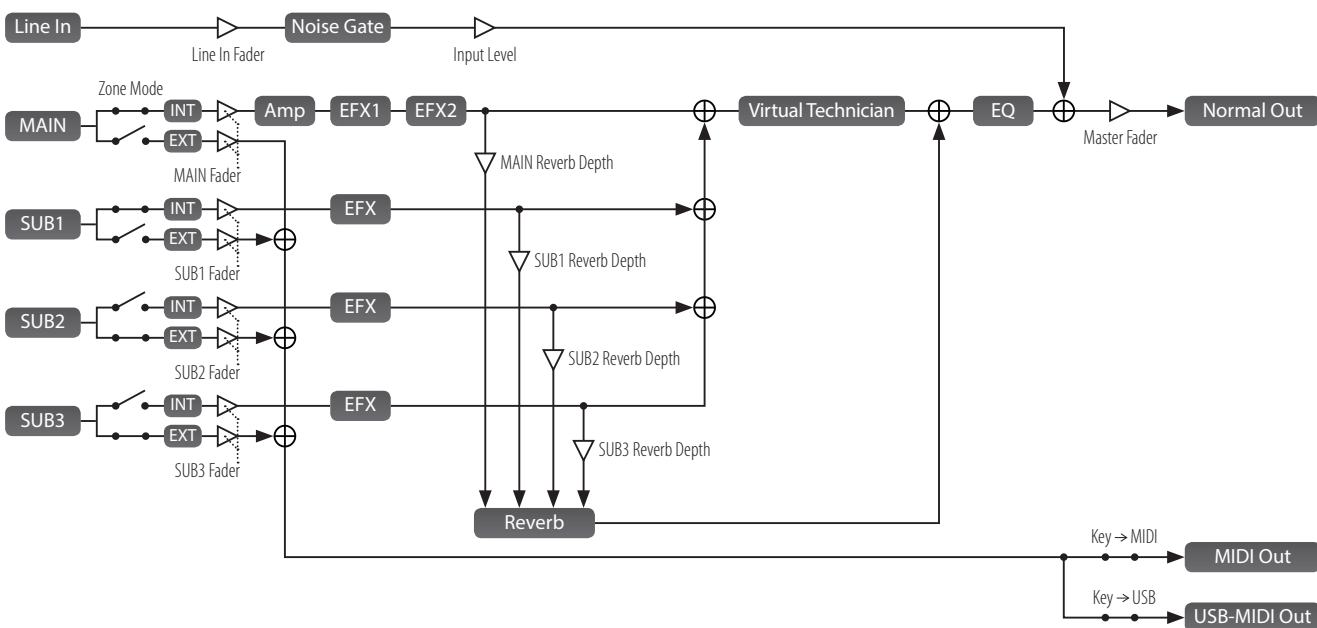 Line In
Line In Fader
Noise Gate
Input Level
Zone Mode
MAIN
INT
EXT
MAIN Fader
Amp
EFX1
EFX2
MAIN Reverb Depth
Virtual Technician
EQ
Master Fader
Normal Out
SUB1
INT
EXT
SUB1 Fader
EFX
SUB1 Reverb Depth
SUB2
INT
EXT
SUB2 Fader
EFX
SUB2 Reverb Depth
SUB3
INT
EXT
SUB3 Fader
EFX
SUB3 Reverb Depth
Reverb
Key → MIDI
MIDI Out
Key → USB
USB-MIDI Out